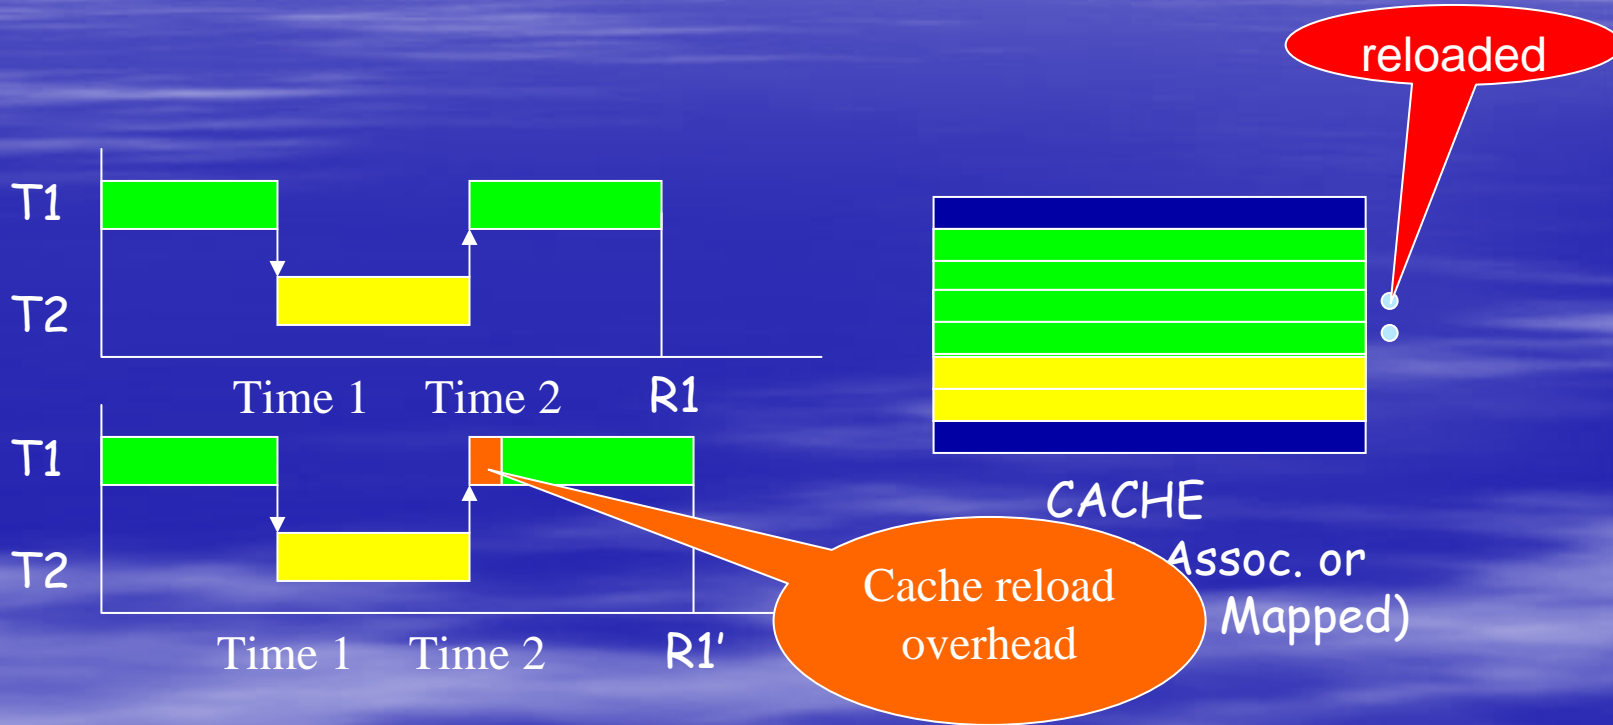 reloaded
T1
T2
Time 1 Time 2 R1
T1
T2
Time 1 Time 2 R1’
CACHE
Assoc. or
Mapped)
Cache reload
overhead